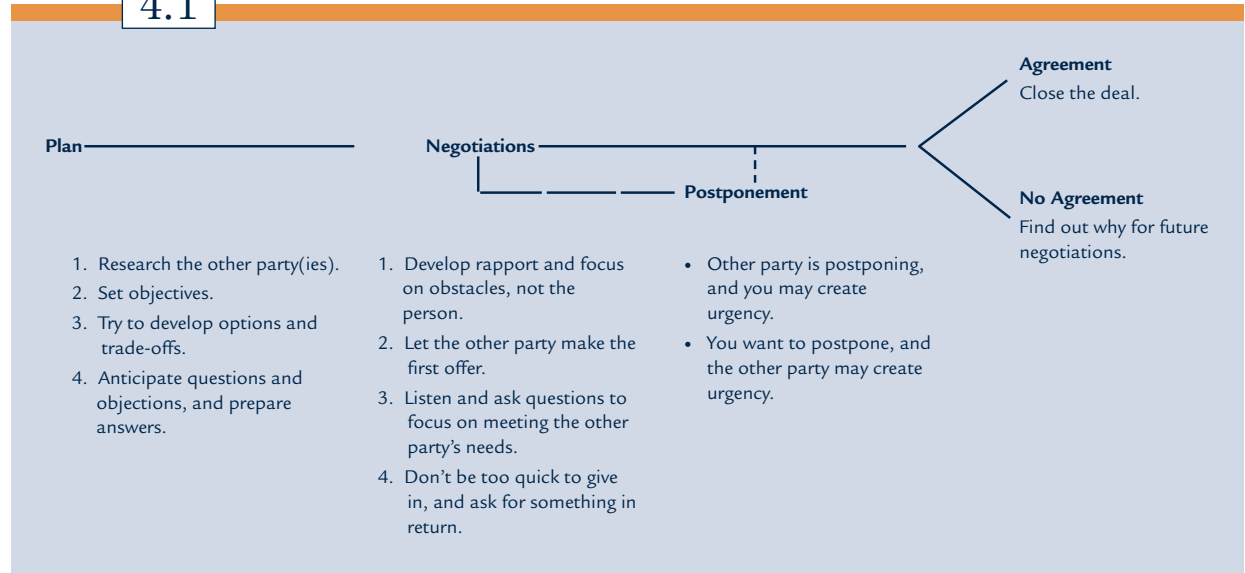 4.1
Agreement
Close the deal.
Plan
Negotiations
Postponement
No Agreement
Find out why for future
negotiations.
1. Research the other party(ies).
2. Set objectives.
3. Try to develop options and
trade-offs.
4. Anticipate questions and
objections, and prepare
answers.
1. Develop rapport and focus
on obstacles, not the
person.
2. Let the other party make the
first offer.
3. Listen and ask questions to
focus on meeting the other
party’s needs.
4. Don’t be too quick to give
in, and ask for something in
return.
• Other party is postponing,
and you may create
urgency.
• You want to postpone, and
the other party may create
urgency.